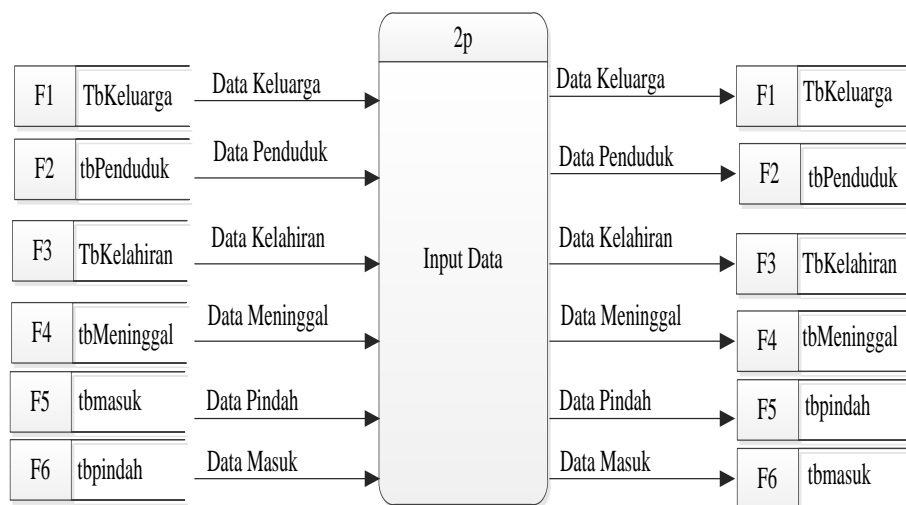 2p
F1 TbKeluarga Data Keluarga Data Keluarga F1 TbKeluarga
F2 tbPenduduk Data Penduduk Data Penduduk F2 tbPenduduk
F3 TbKelahiran Data Kelahiran Input Data Data Kelahiran F3 TbKelahiran
F4 tbMeninggal Data Meninggal Data Meninggal F4 tbMeninggal
F5 tbmasuk Data Pindah Data Pindah F5 tbpindah
F6 tbpindah Data Masuk Data Masuk F6 tbmasuk